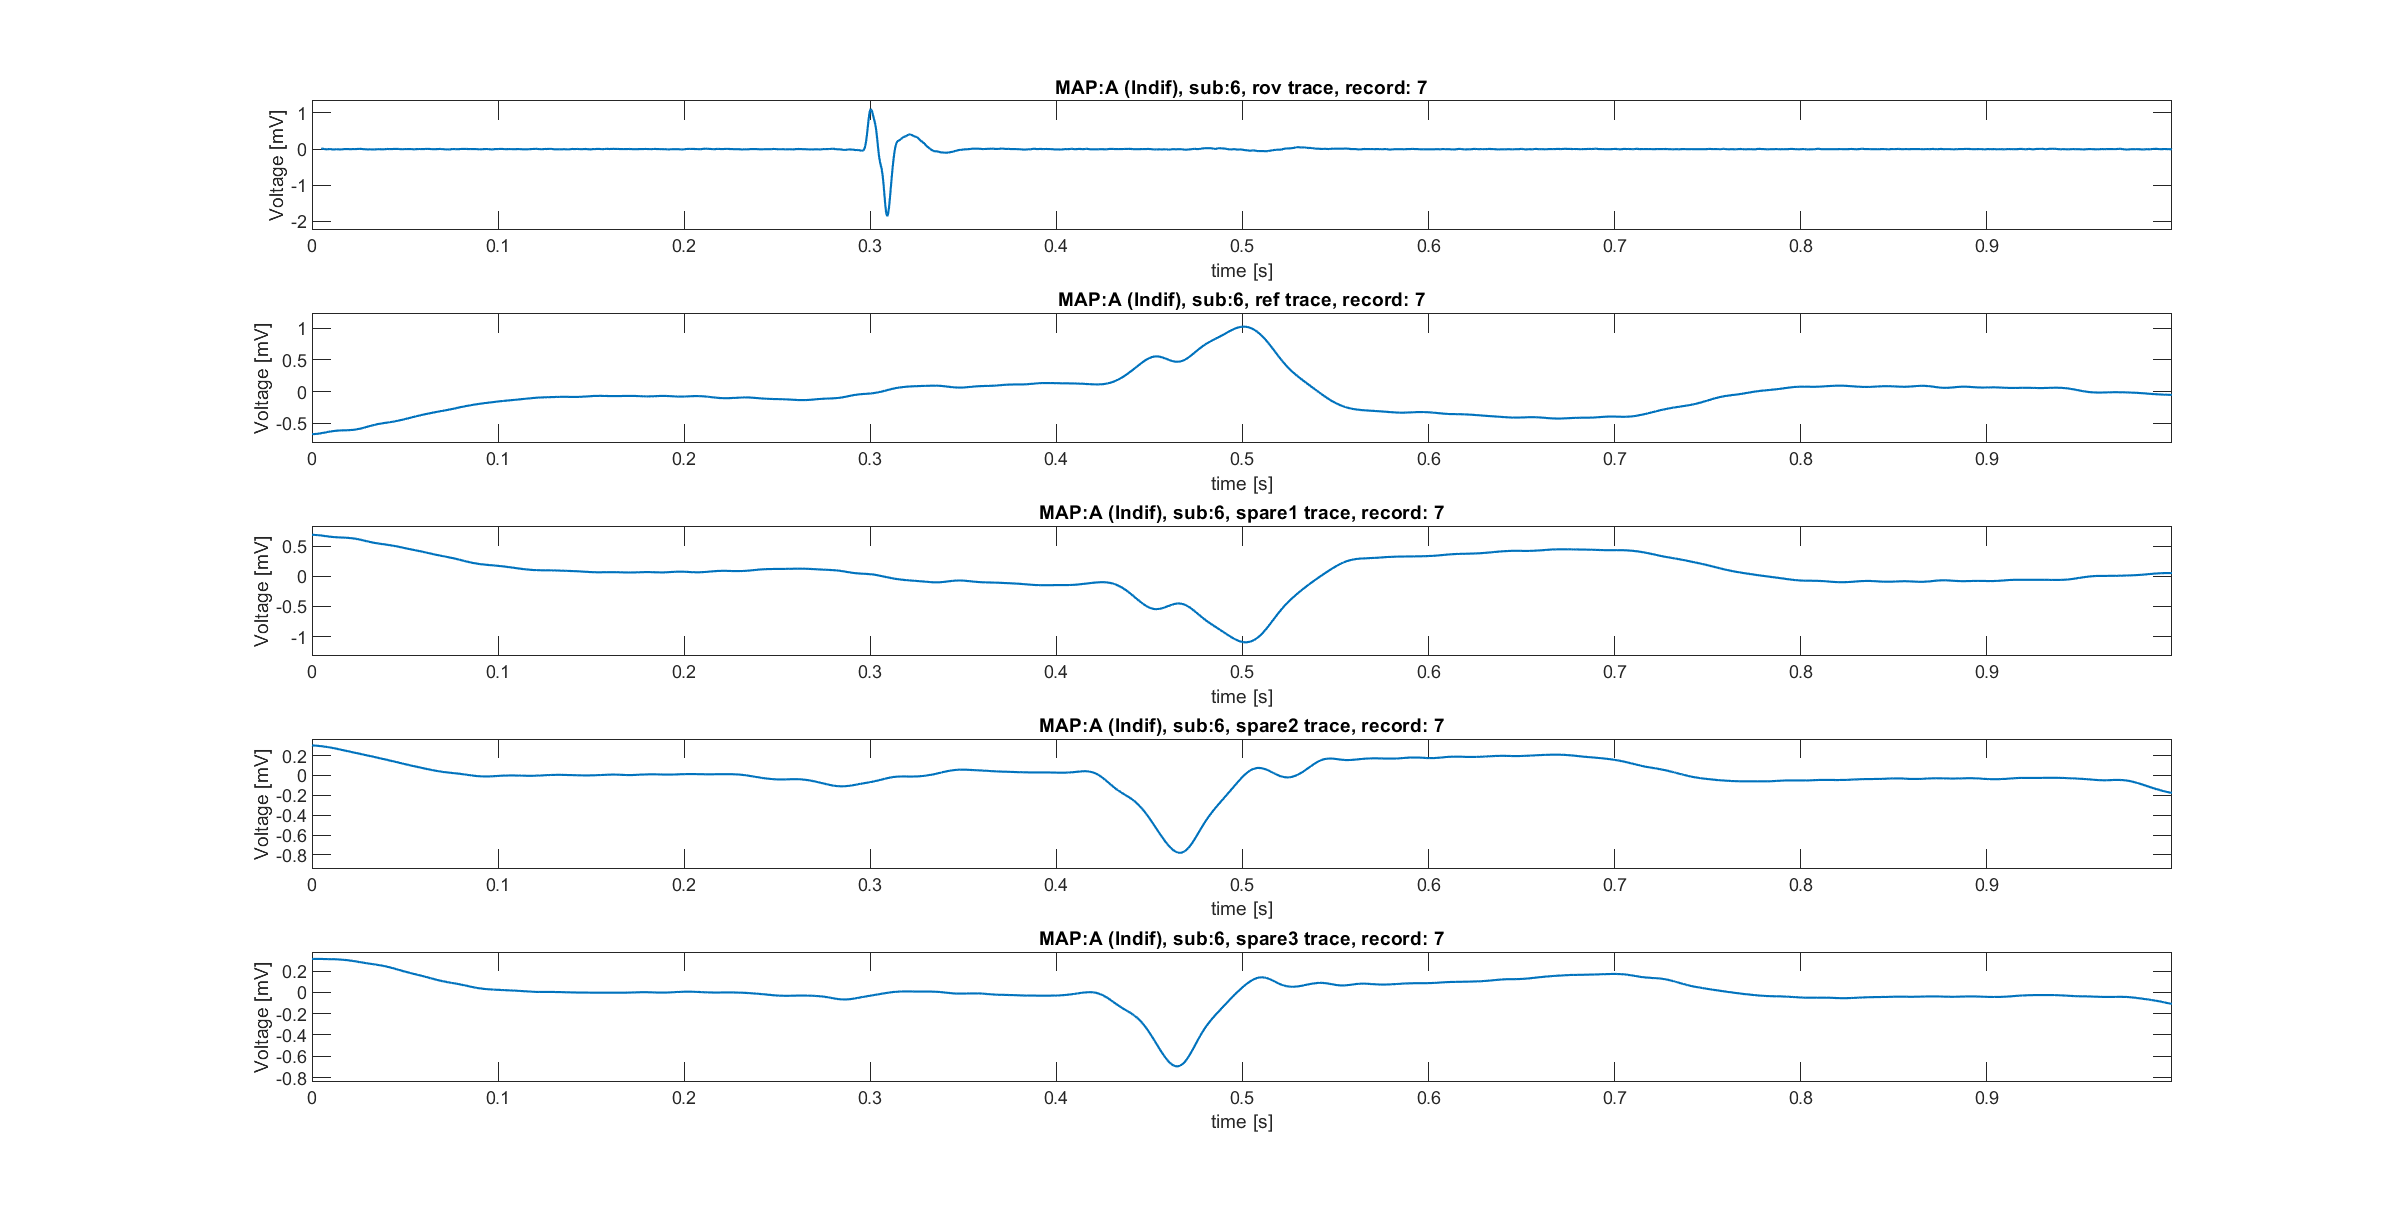 MAP:A (Indif), sub:6, rov trace, record: 7
Voltage [mV]
1
0
-1
-2
0 0.1 0.2 0.3 0.4 0.5 0.6 0.7 0.8 0.9
time [s]
MAP:A (Indif), sub:6, ref trace, record: 7
Voltage [mV]
1
0.5
0
-0.5
0 0.1 0.2 0.3 0.4 0.5 0.6 0.7 0.8 0.9
time [s]
MAP:A (Indif), sub:6, spare1 trace, record: 7
Voltage [mV]
0.5
0
-0.5
-1
0 0.1 0.2 0.3 0.4 0.5 0.6 0.7 0.8 0.9
time [s]
MAP:A (Indif), sub:6, spare2 trace, record: 7
Voltage [mV]
0.2
0
-0.2
-0.4
-0.6
-0.8
0 0.1 0.2 0.3 0.4 0.5 0.6 0.7 0.8 0.9
time [s]
MAP:A (Indif), sub:6, spare3 trace, record: 7
Voltage [mV]
0.2
0
-0.2
-0.4
-0.6
-0.8
0 0.1 0.2 0.3 0.4 0.5 0.6 0.7 0.8 0.9
time [s]